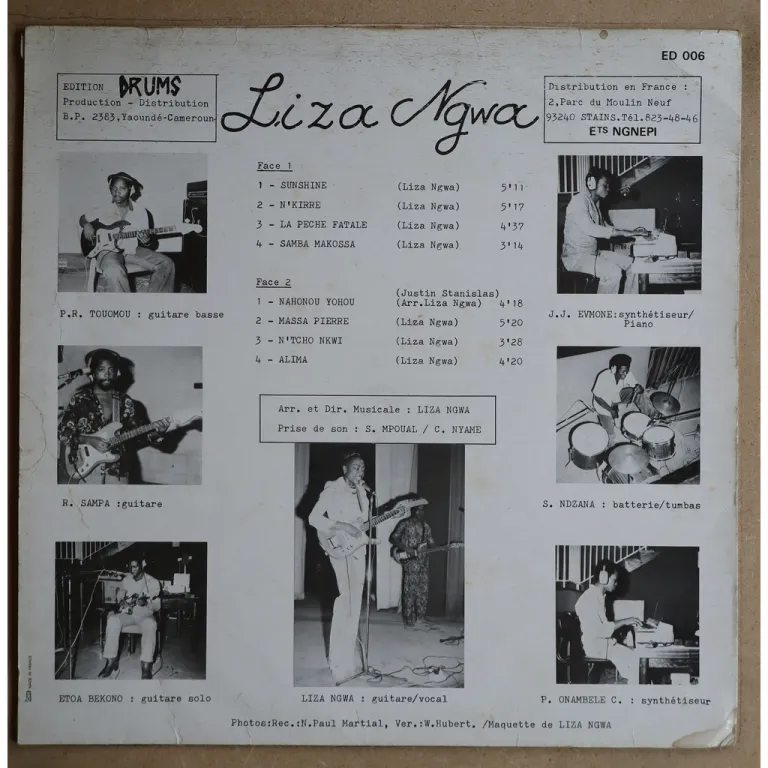 ED 006
EDITION DRUMS
Production - Distribution
B.P. 2383, Yaoundé-Cameroun
Liza Ngwa
Distribution en France :
2, Parc du Moulin Neuf
93240 STAINS. Tél. 823-48-46
ETS NGNEPI
Face 1
1 - SUNSHINE (Liza Ngwa) 5'11
2 - N'KIRRE (Liza Ngwa) 5'17
3 - LA PECHE FATALE (Liza Ngwa) 4'37
4 - SAMBA MAKOSSA (Liza Ngwa) 3'14
Face 2
(Justin Stanislas)
1 - NAHONOU YOHOU (Arr. Liza Ngwa) 4'18
2 - MASSA PIERRE (Liza Ngwa) 5'20
3 - N'TCHO NKWI (Liza Ngwa) 3'28
4 - ALIMA (Liza Ngwa) 4'20
Arr. et Dir. Musicale : LIZA NGWA
Prise de son : S. MPOUAL / C. NYAME
P.R. TOUOMOU : guitare basse
J.J. EVMONE: synthétiseur/
Piano
R. SAMPA : guitare
S. NDZANA : batterie/tumbas
ETOA BEKONO : guitare solo
LIZA NGWA : guitare/vocal
P. ONAMBELE C. : synthétiseur
Photos: Rec.: N. Paul Martial, Ver.: W. Hubert. /Maquette de LIZA NGWA
MADE IN FRANCE